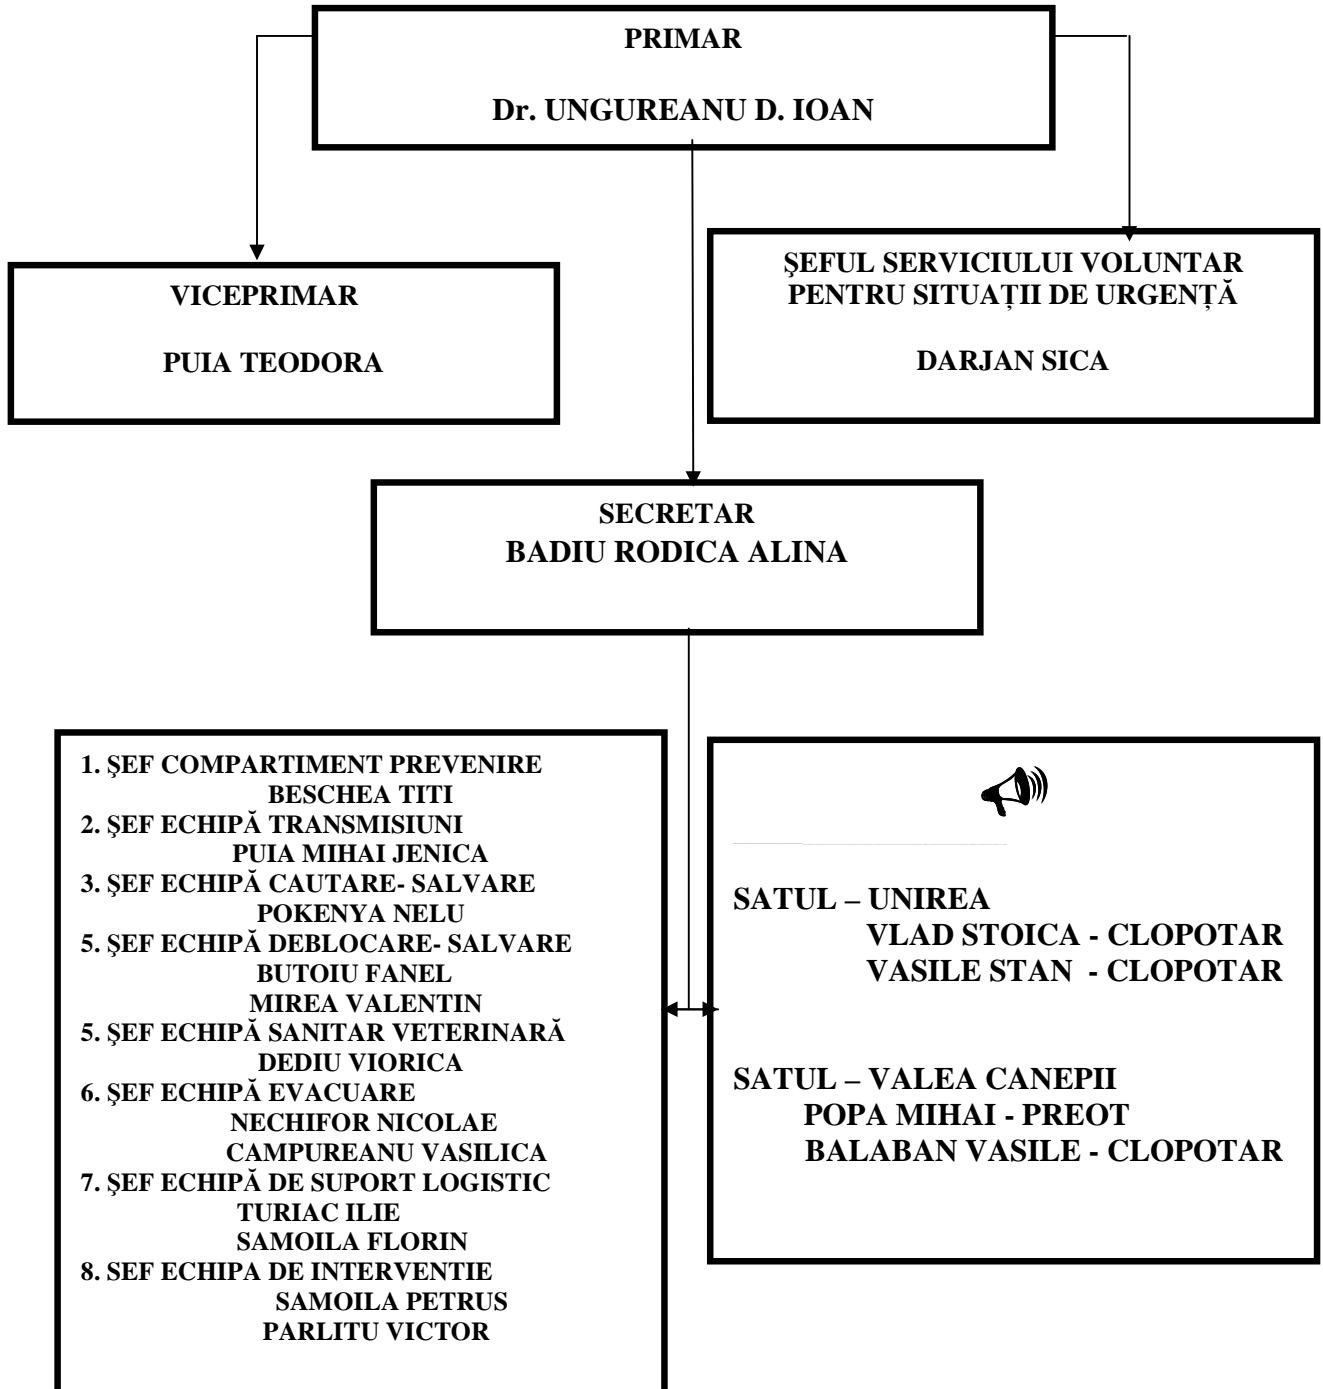 PRIMAR
Dr. UNGUREANU D. IOAN
VICEPRIMAR
PUIA TEODORA
ŞEFUL SERVICIULUI VOLUNTAR
PENTRU SITUAȚII DE URGENȚĂ
DARJAN SICA
SECRETAR
BADIU RODICA ALINA
1. ŞEF COMPARTIMENT PREVENIRE
BESCHEA TITI
2. ŞEF ECHIPĂ TRANSMISIUNI
PUIA MIHAI JENICA
3. ŞEF ECHIPĂ CAUTARE- SALVARE
POKENYA NELU
5. ŞEF ECHIPĂ DEBLOCARE- SALVARE
BUTOIU FANEL
MIREA VALENTIN
5. ŞEF ECHIPĂ SANITAR VETERINARĂ
DEDIU VIORICA
6. ŞEF ECHIPĂ EVACUARE
NECHIFOR NICOLAE
CAMPUREANU VASILICA
7. ŞEF ECHIPĂ DE SUPORT LOGISTIC
TURIAC ILIE
SAMOILA FLORIN
8. SEF ECHIPA DE INTERVENTIE
SAMOILA PETRUS
PARLITU VICTOR
SATUL – UNIREA
VLAD STOICA - CLOPOTAR
VASILE STAN - CLOPOTAR
SATUL – VALEA CANEPII
POPA MIHAI - PREOT
BALABAN VASILE - CLOPOTAR